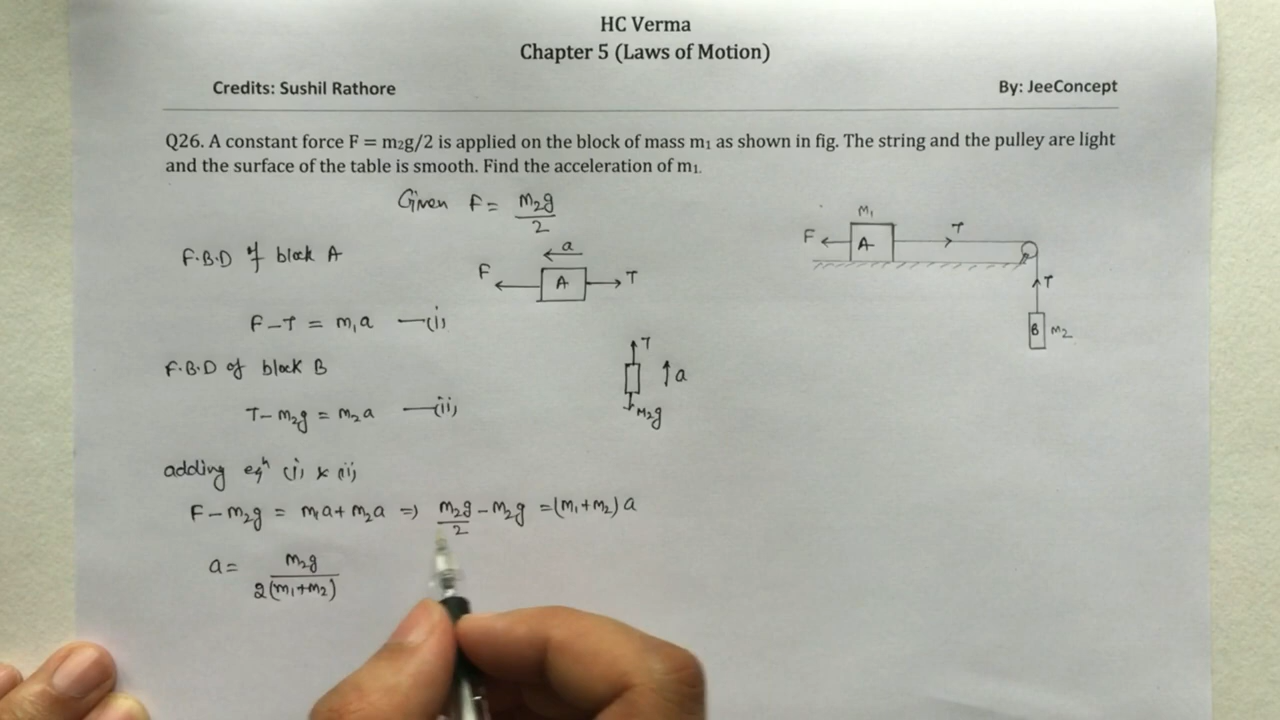 HC Verma
Chapter 5 (Laws of Motion)
Credits: Sushil Rathore
By: JeeConcept
Q26. A constant force F = m₂g/2 is applied on the block of mass m₁ as shown in fig. The string and the pulley are light
and the surface of the table is smooth. Find the acceleration of m₁.
Given F = m₂g/2
F.B.D of block A
F ← A → T
a
F-T = m₁a —(i)
F.B.D of block B
T
a
M₂g
T- m₂g = m₂a —(ii)
adding eqⁿ (i) & (ii)
F-m₂g = m₁a+m₂a ⇒ m₂g/2 - m₂g = (m₁+m₂) a
a = m₂g/2(m₁+m₂)
M₁
F ← A T
T
B M₂